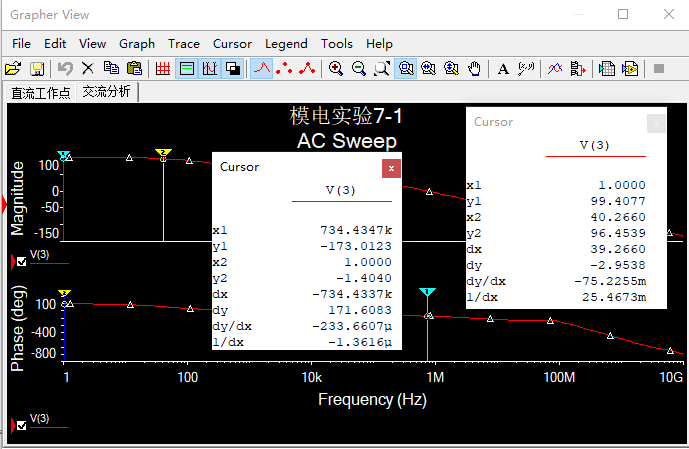 Grapher View
File Edit View Graph Trace Cursor Legend Tools Help
直流工作点 交流分析
模电实验7-1
AC Sweep
Magnitude
100
0
-50
-150
V(3)
Phase (deg)
100
-400
-800
1 100 10k 1M 100M 10G
Frequency (Hz)
V(3)
Cursor
V(3)
x1 734.4347k
y1 -173.0123
x2 1.0000
y2 -1.4040
dx -734.4337k
dy 171.6083
dy/dx -233.6607μ
1/dx -1.3616μ
Cursor
V(3)
x1 1.0000
y1 99.4077
x2 40.2660
y2 96.4539
dx 39.2660
dy -2.9538
dy/dx -75.2255m
1/dx 25.4673m